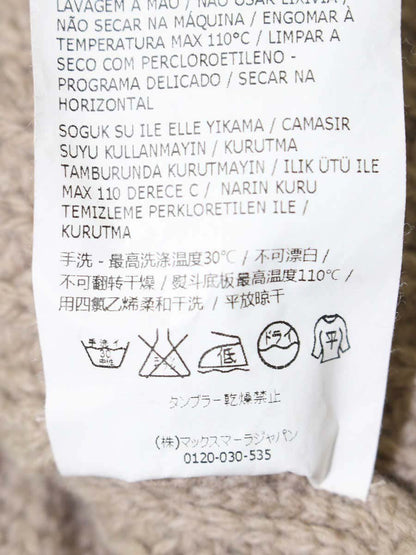 LAVAGEM A MÃO / NÃO USAR LIXIVIA /
NÃO SECAR NA MÁQUINA / ENGOMAR À
TEMPERATURA MAX 110°C / LIMPAR A
SECO COM PERCLOROETILENO -
PROGRAMA DELICADO / SECAR NA
HORIZONTAL
SOGUK SU ILE ELLE YIKAMA / CAMASIR
SUYU KULLANMAYIN / KURUTMA
TAMBURUNDA KURUTMAYIN / ILIK ÜTÜ ILE
MAX 110 DERECE C / NARIN KURU
TEMIZLEME PERKLORETILEN ILE /
KURUTMA
手洗 - 最高洗涤温度30℃ / 不可漂白 /
不可翻转干燥 / 熨斗底板最高温度110℃ /
用四氯乙烯柔和干洗 / 平放晾干
手洗イ 30 中性 エンソ 低 ドライ 平
タンブラー乾燥禁止
(株)マックスマーラジャパン
0120-030-535